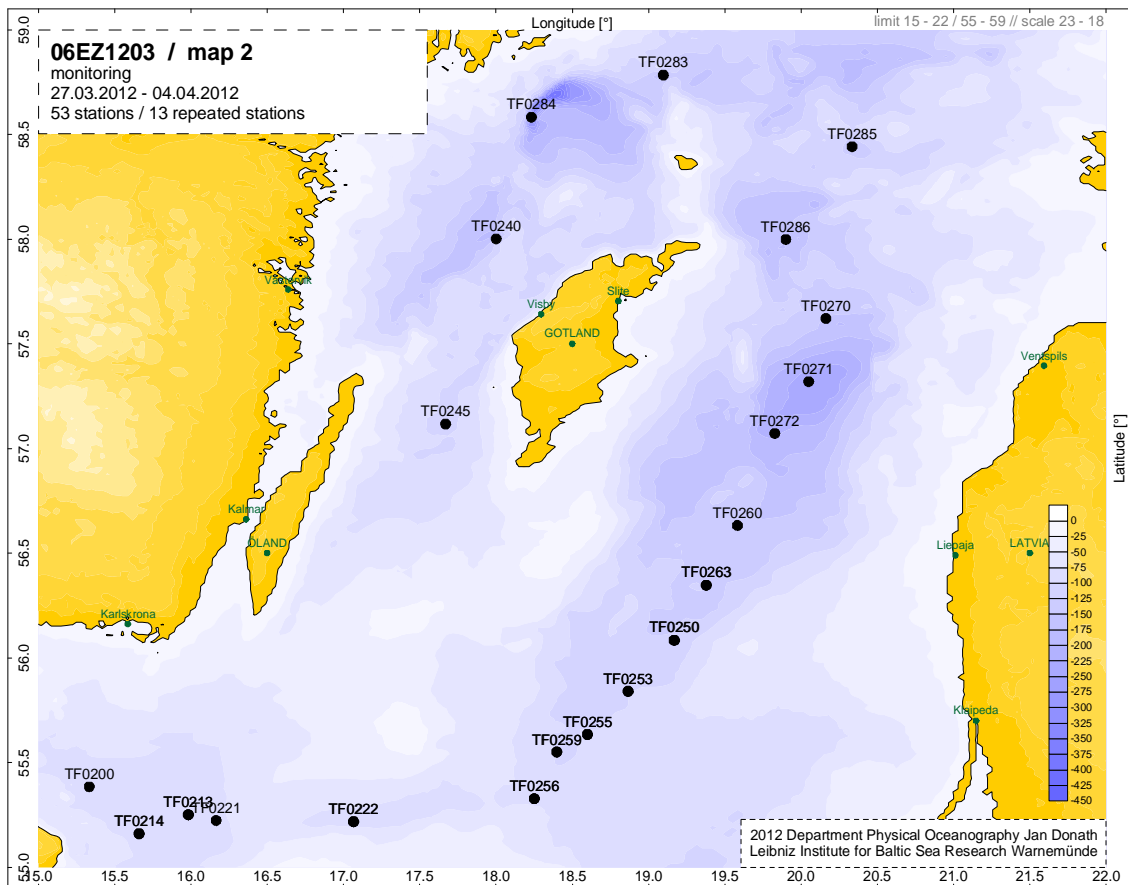 Longitude [°]
limit 15 - 22 / 55 - 59 // scale 23 - 18
06EZ1203 / map 2
monitoring
27.03.2012 - 04.04.2012
53 stations / 13 repeated stations
59.0
58.5
58.0
57.5
57.0
56.5
56.0
55.5
55.0
TF0283
TF0284
TF0285
TF0240
TF0286
Västervik
Slite
Visby
TF0270
GOTLAND
Ventspils
TF0271
TF0245
TF0272
Latitude [°]
Kalmar
TF0260
ÖLAND
Liepaja
LATVIA
TF0263
Karlskrona
TF0250
TF0253
Klaipeda
TF0255
TF0259
TF0200
TF0256
TF0213
TF0221
TF0214
TF0222
0
-25
-50
-75
-100
-150
-175
-200
-225
-250
-275
-300
-325
-350
-375
-400
-425
-450
2012 Department Physical Oceanography Jan Donath
Leibniz Institute for Baltic Sea Research Warnemünde
15.0 15.5 16.0 16.5 17.0 17.5 18.0 18.5 19.0 19.5 20.0 20.5 21.0 21.5 22.0